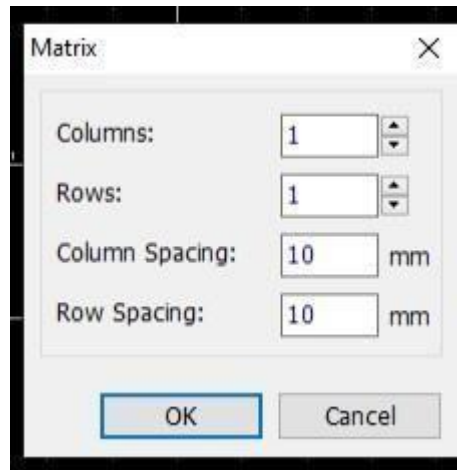 Matrix
Columns: 1
Rows: 1
Column Spacing: 10 mm
Row Spacing: 10 mm
OK Cancel